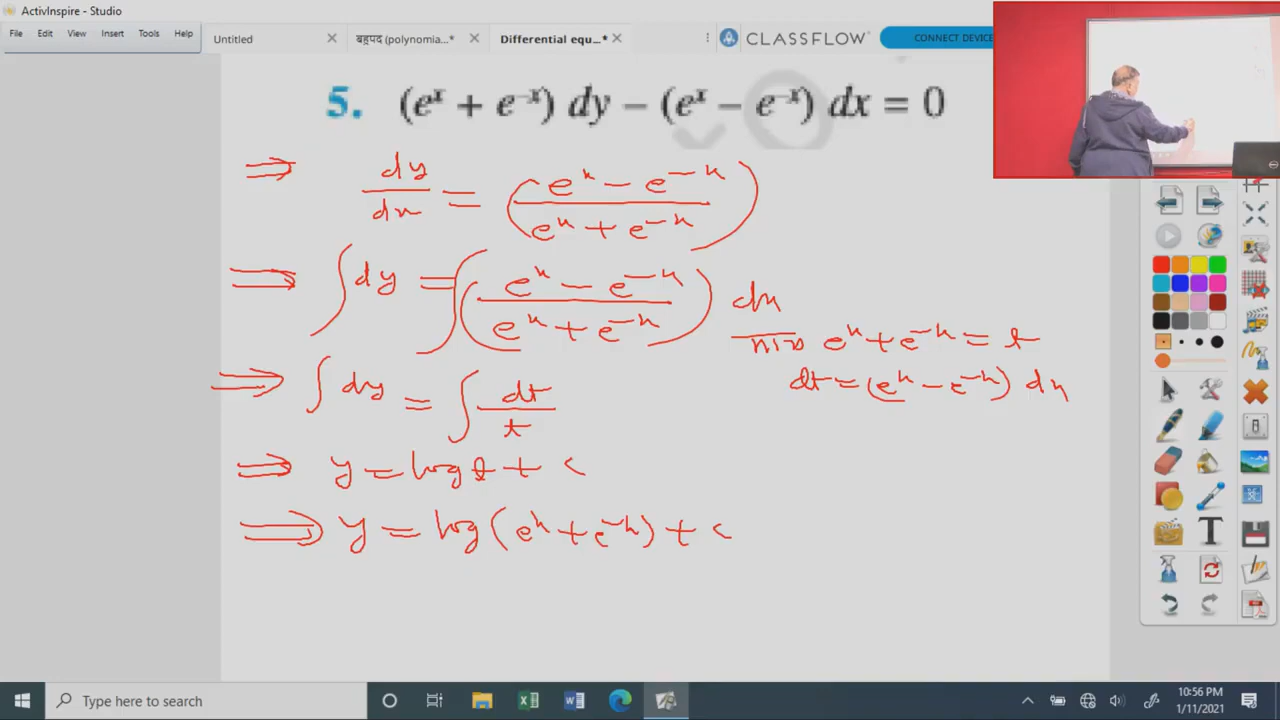 ActivInspire - Studio
File Edit View Insert Tools Help
Untitled
बहुपद (polynomia..*
Differential equ...*
CLASSFLOW
CONNECT DEVIC
5. (eˣ + e⁻ˣ) dy – (eˣ – e⁻ˣ) dx = 0
⇒ dy/dx = ((eˣ – e⁻ˣ)/(eˣ + e⁻ˣ))
⇒ ∫dy = ∫((eˣ – e⁻ˣ)/(eˣ + e⁻ˣ)) dx
माना eˣ + e⁻ˣ = t
dt = (eˣ – e⁻ˣ) dx
⇒ ∫dy = ∫dt/t
⇒ y = log t + c
⇒ y = log(eˣ + e⁻ˣ) + c
Type here to search
10:56 PM
1/11/2021